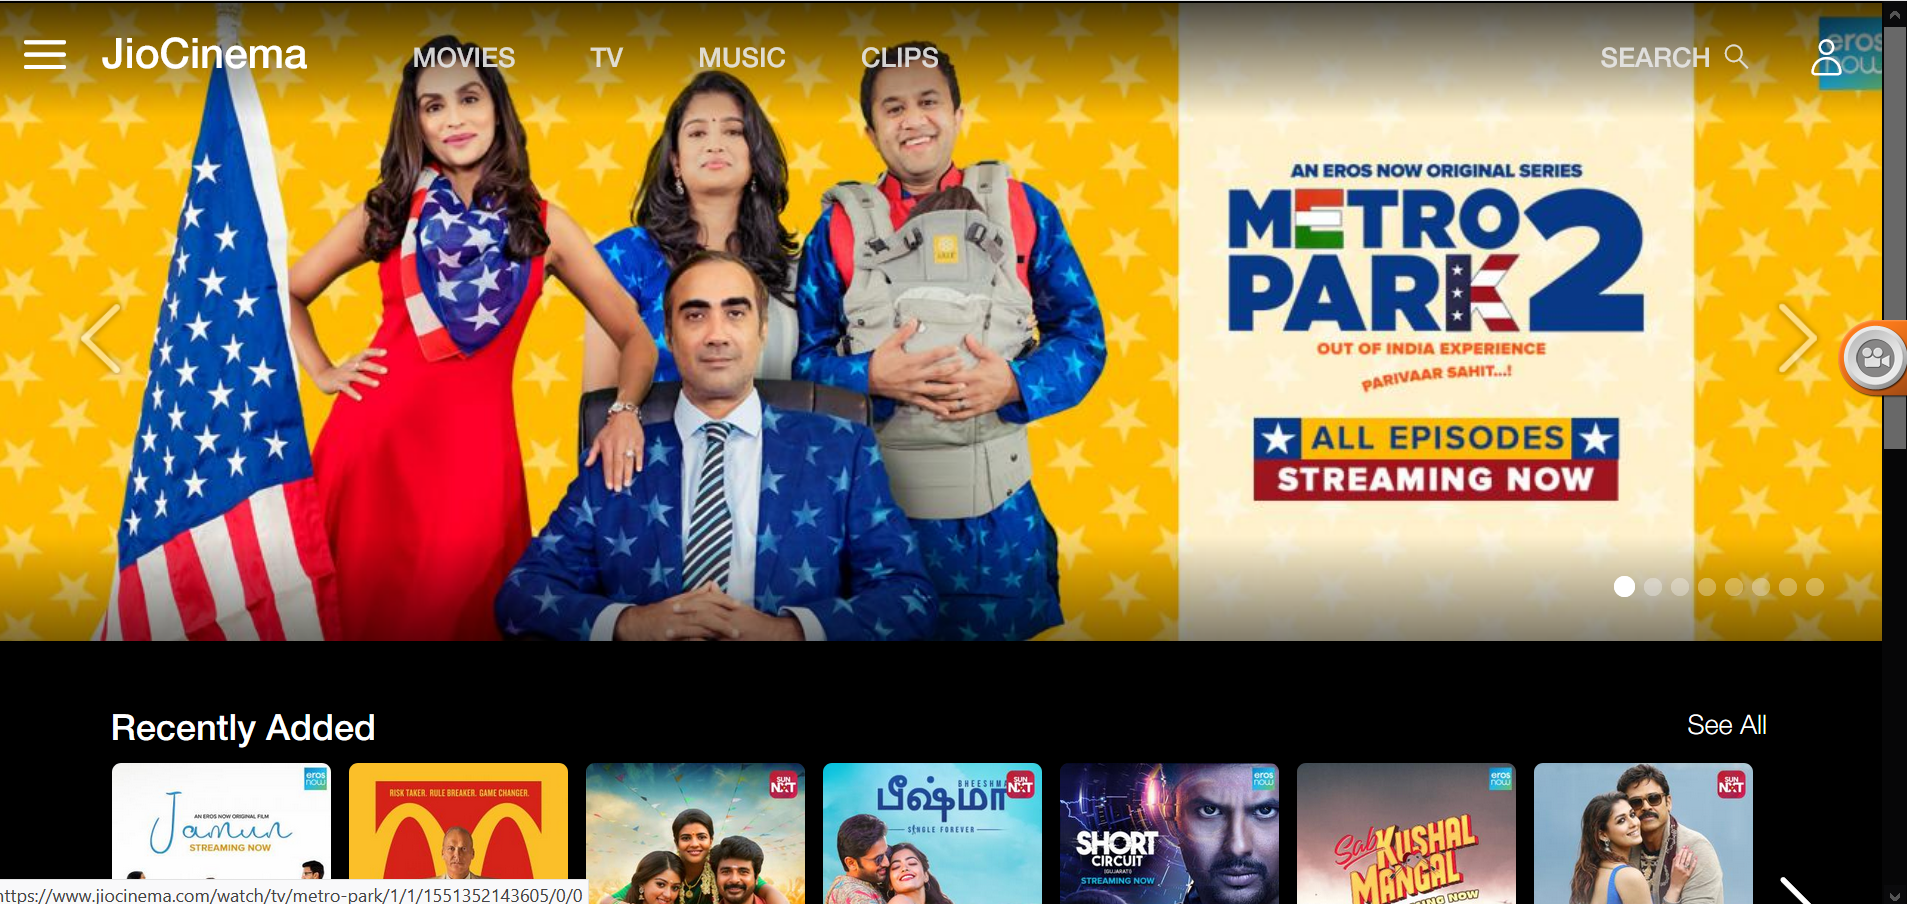 JioCinema
MOVIES
TV
MUSIC
CLIPS
SEARCH
eros
now
AN EROS NOW ORIGINAL SERIES
METRO
PARK 2
OUT OF INDIA EXPERIENCE
PARIVAAR SAHIT...!
ALL EPISODES
STREAMING NOW
Recently Added
See All
eros
now
AN EROS NOW ORIGINAL FILM
Jamun
STREAMING NOW
RISK TAKER. RULE BREAKER. GAME CHANGER.
SUN
NXT
BHEESHMA
பீஷ்மா
SINGLE FOREVER
SUN
NXT
eros
now
SHORT
CIRCUIT
(GUJARATI)
STREAMING NOW
eros
now
Sab KUSHAL
MANGAL
NOW
SUN
NXT
ttps://www.jiocinema.com/watch/tv/metro-park/1/1/1551352143605/0/0